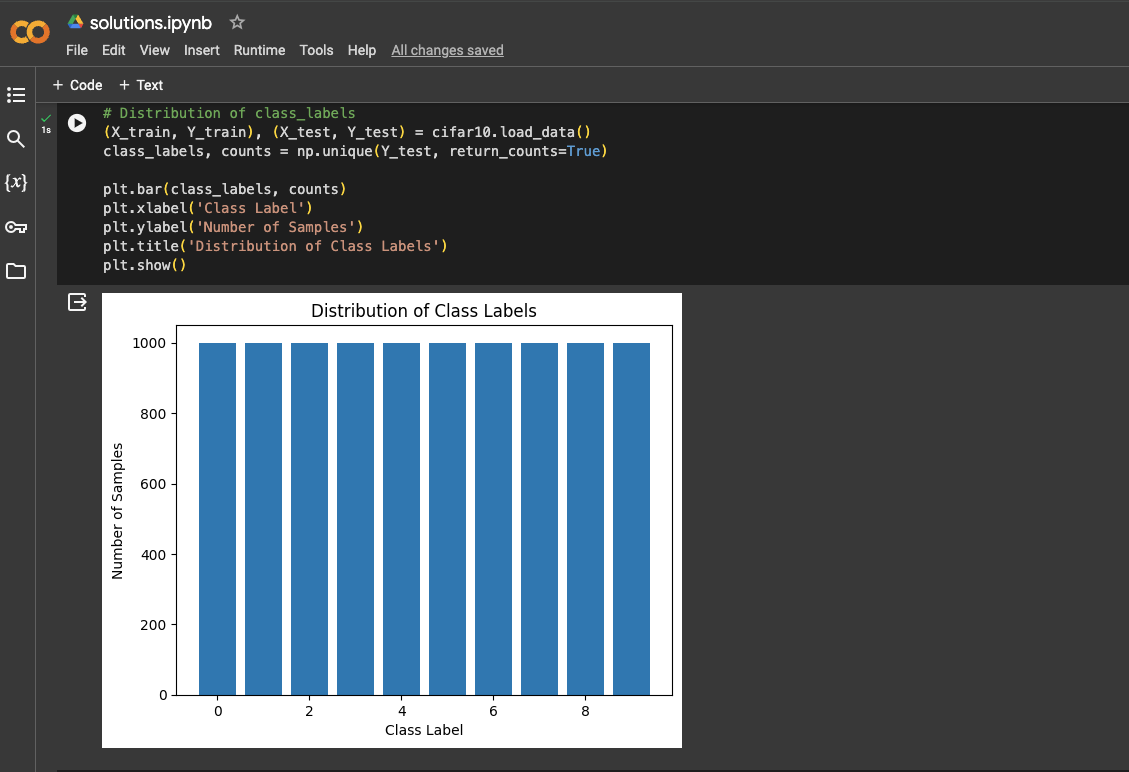 solutions.ipynb
File Edit View Insert Runtime Tools Help All changes saved
+ Code + Text
{x}
1s
# Distribution of class_labels
(X_train, Y_train), (X_test, Y_test) = cifar10.load_data()
class_labels, counts = np.unique(Y_test, return_counts=True)
plt.bar(class_labels, counts)
plt.xlabel('Class Label')
plt.ylabel('Number of Samples')
plt.title('Distribution of Class Labels')
plt.show()
Distribution of Class Labels
1000
800
600
400
200
0
Number of Samples
0 2 4 6 8
Class Label